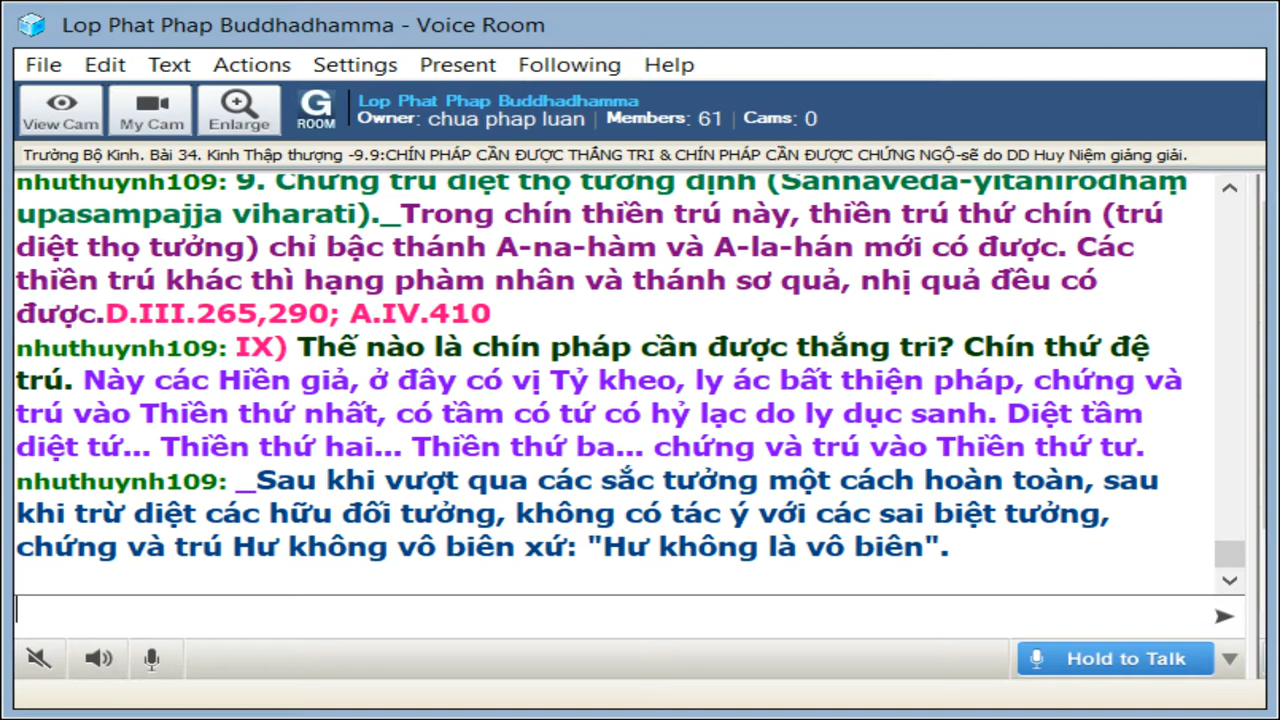 Lop Phat Phap Buddhadhamma - Voice Room
File Edit Text Actions Settings Present Following Help
View Cam My Cam Enlarge G ROOM
Lop Phat Phap Buddhadhamma
Owner: chua phap luan | Members: 61 | Cams: 0
Trường Bộ Kinh. Bài 34. Kinh Thập thượng -9.9:CHÍN PHÁP CẦN ĐƯỢC THẮNG TRI & CHÍN PHÁP CẦN ĐƯỢC CHỨNG NGỘ-sẽ do DD Huy Niệm giảng giải.
nhuthuynh109: 9. Chứng trú diệt thọ tưởng định (Sannaveda-yitanirodhaṃ
upasampajja viharati)._Trong chín thiền trú này, thiền trú thứ chín (trú
diệt thọ tưởng) chỉ bậc thánh A-na-hàm và A-la-hán mới có được. Các
thiền trú khác thì hạng phàm nhân và thánh sơ quả, nhị quả đều có
được.D.III.265,290; A.IV.410
nhuthuynh109: IX) Thế nào là chín pháp cần được thắng tri? Chín thứ đệ
trú. Này các Hiền giả, ở đây có vị Tỷ kheo, ly ác bất thiện pháp, chứng và
trú vào Thiền thứ nhất, có tầm có tứ có hỷ lạc do ly dục sanh. Diệt tầm
diệt tứ... Thiền thứ hai... Thiền thứ ba... chứng và trú vào Thiền thứ tư.
nhuthuynh109: _Sau khi vượt qua các sắc tưởng một cách hoàn toàn, sau
khi trừ diệt các hữu đối tưởng, không có tác ý với các sai biệt tưởng,
chứng và trú Hư không vô biên xứ: "Hư không là vô biên".
Hold to Talk